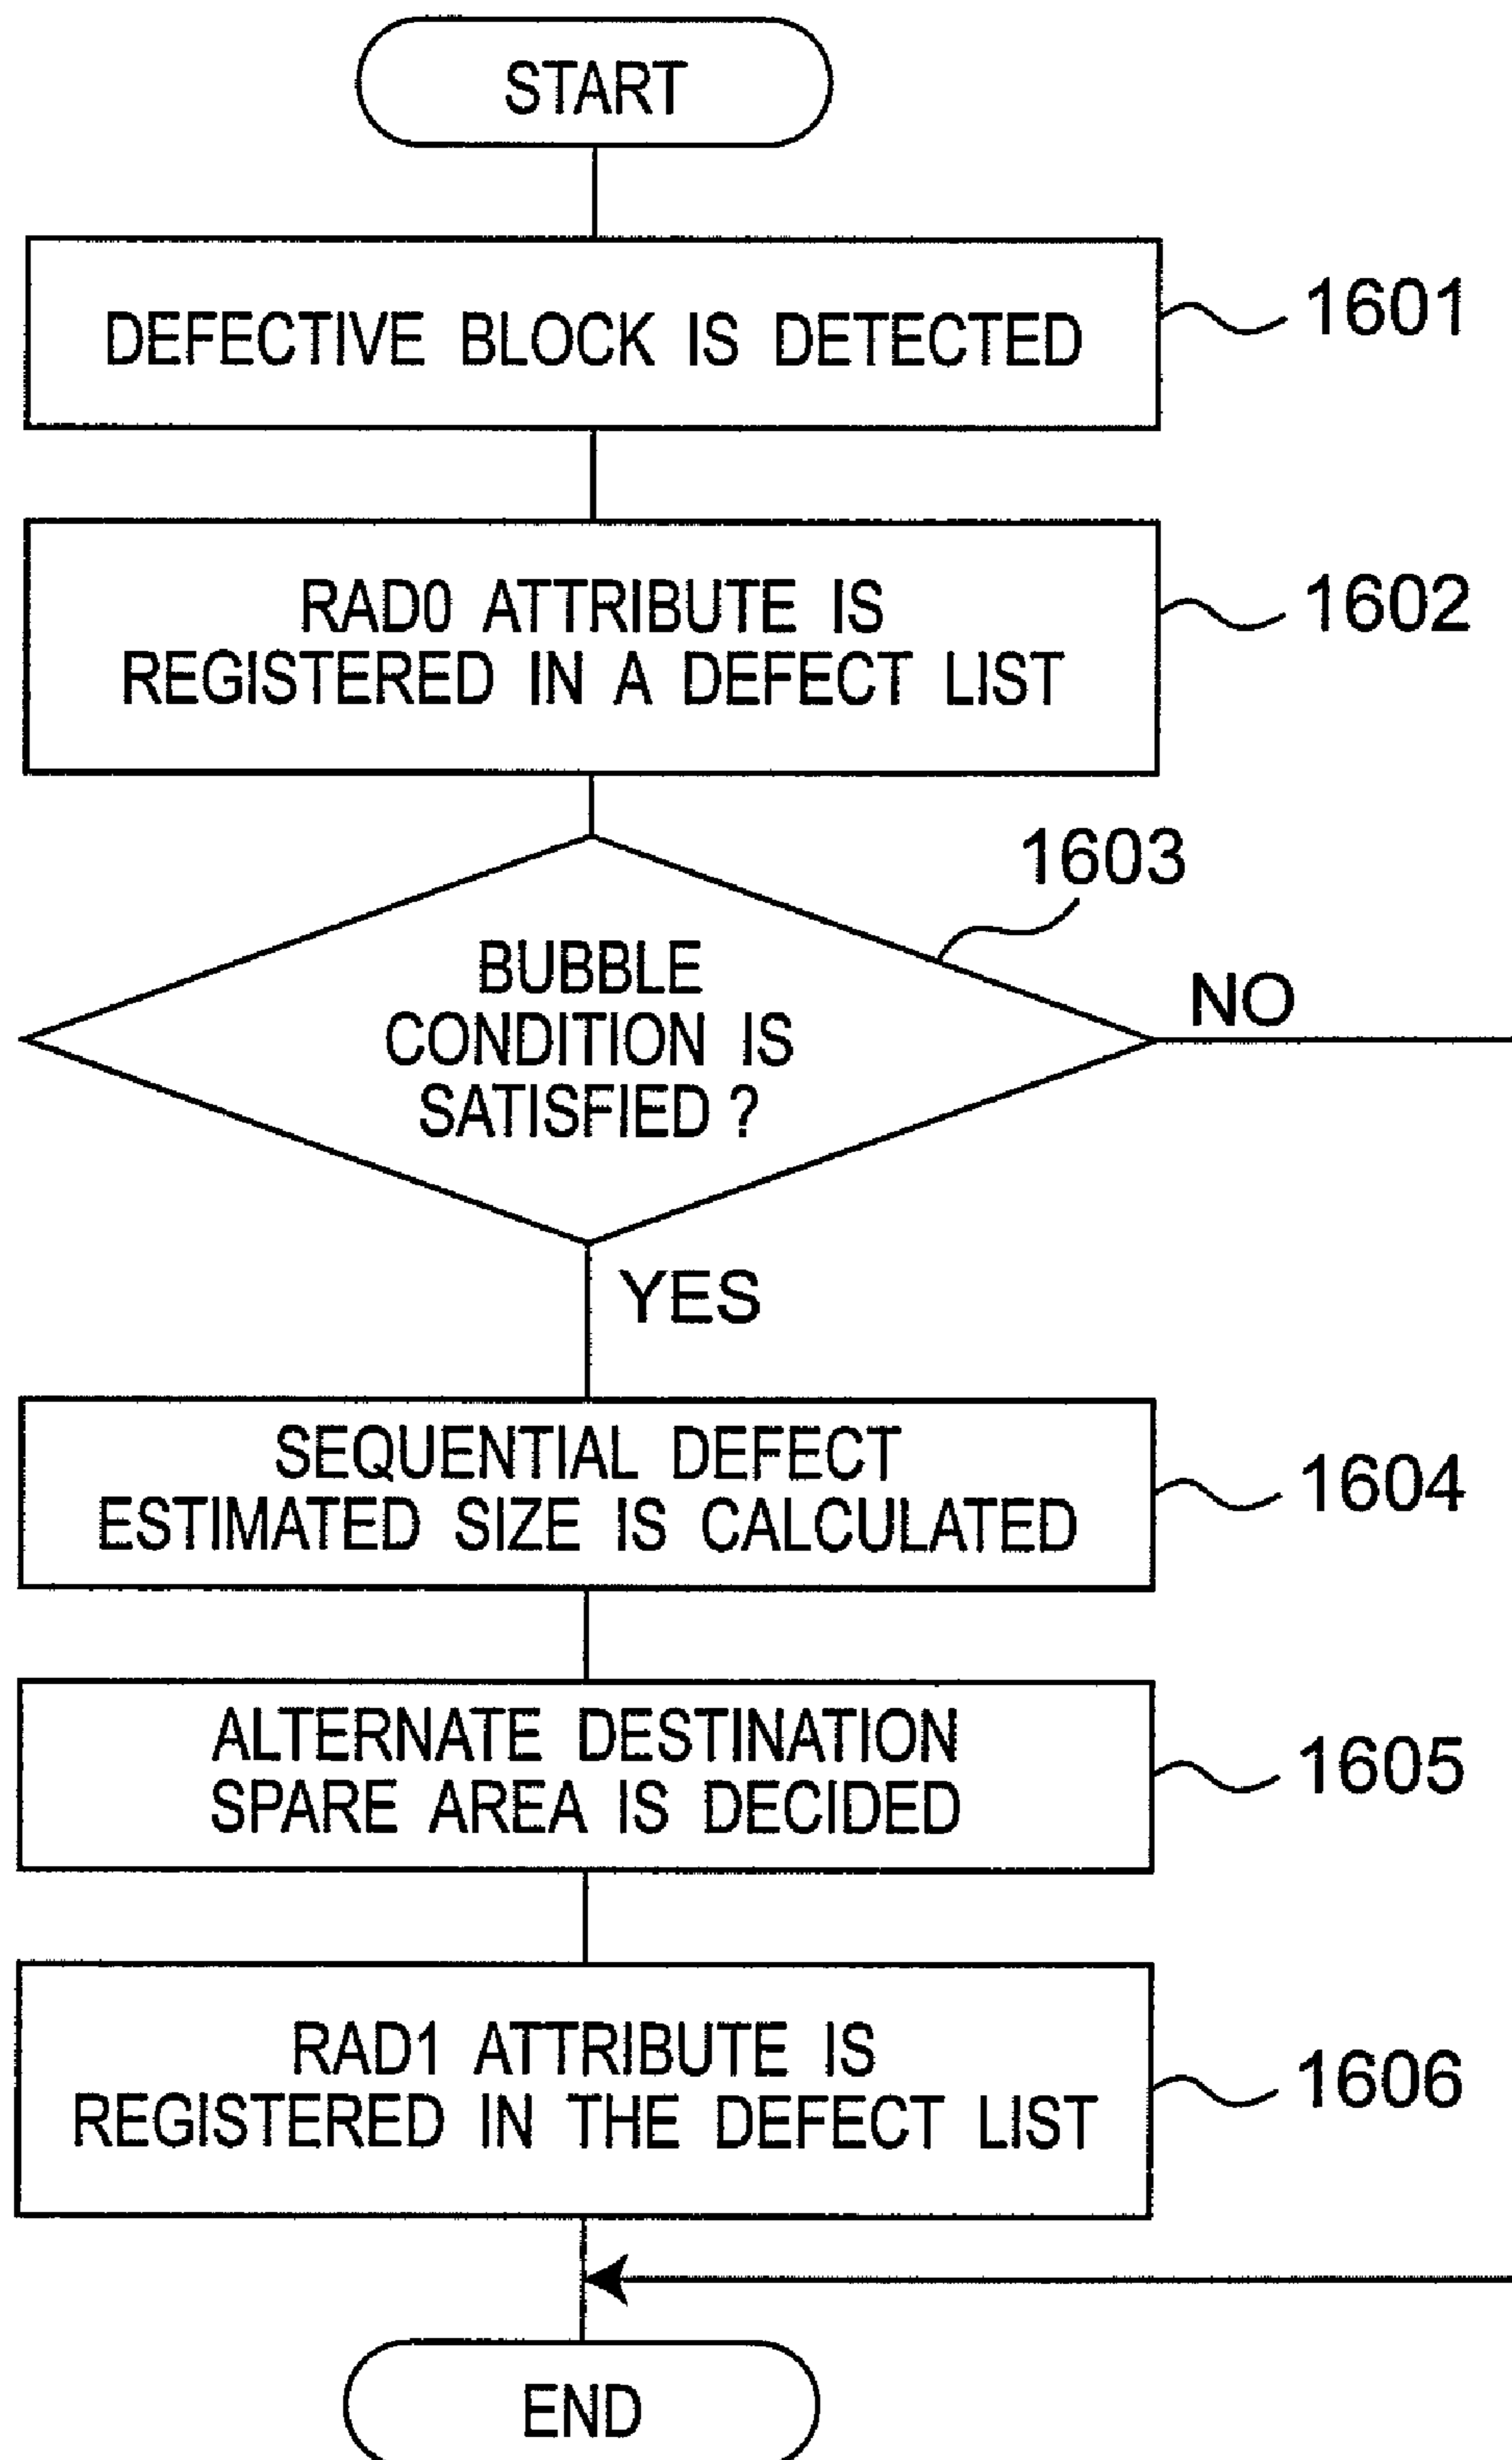 START
DEFECTIVE BLOCK IS DETECTED
1601
RAD0 ATTRIBUTE IS
REGISTERED IN A DEFECT LIST
1602
1603
BUBBLE
CONDITION IS
SATISFIED ?
NO
YES
SEQUENTIAL DEFECT
ESTIMATED SIZE IS CALCULATED
1604
ALTERNATE DESTINATION
SPARE AREA IS DECIDED
1605
RAD1 ATTRIBUTE IS
REGISTERED IN THE DEFECT LIST
1606
END